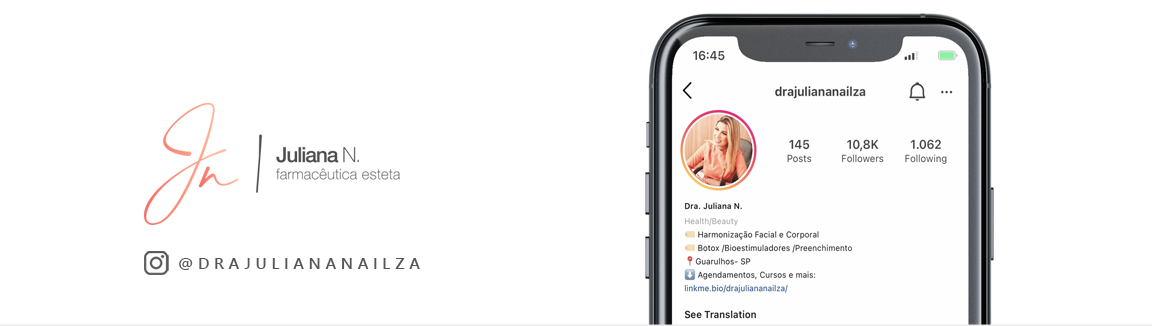 Jn
Juliana N.
farmacêutica esteta
@DRAJULIANANAILZA
16:45
drajuliananailza
145 10,8K 1.062
Posts Followers Following
Dra. Juliana N.
Health/Beauty
Harmonização Facial e Corporal
Botox /Bioestimuladores /Preenchimento
Guarulhos- SP
Agendamentos, Cursos e mais:
linkme.bio/drajuliananailza/
See Translation